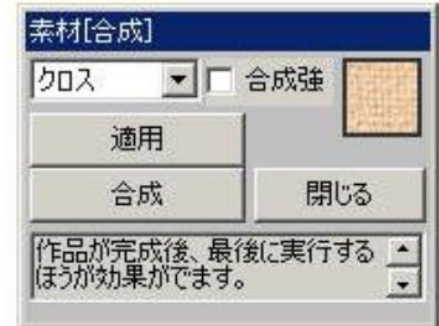 素材[合成]
クロス 合成強
適用
合成 閉じる
作品が完成後、最後に実行する
ほうが効果がでます。